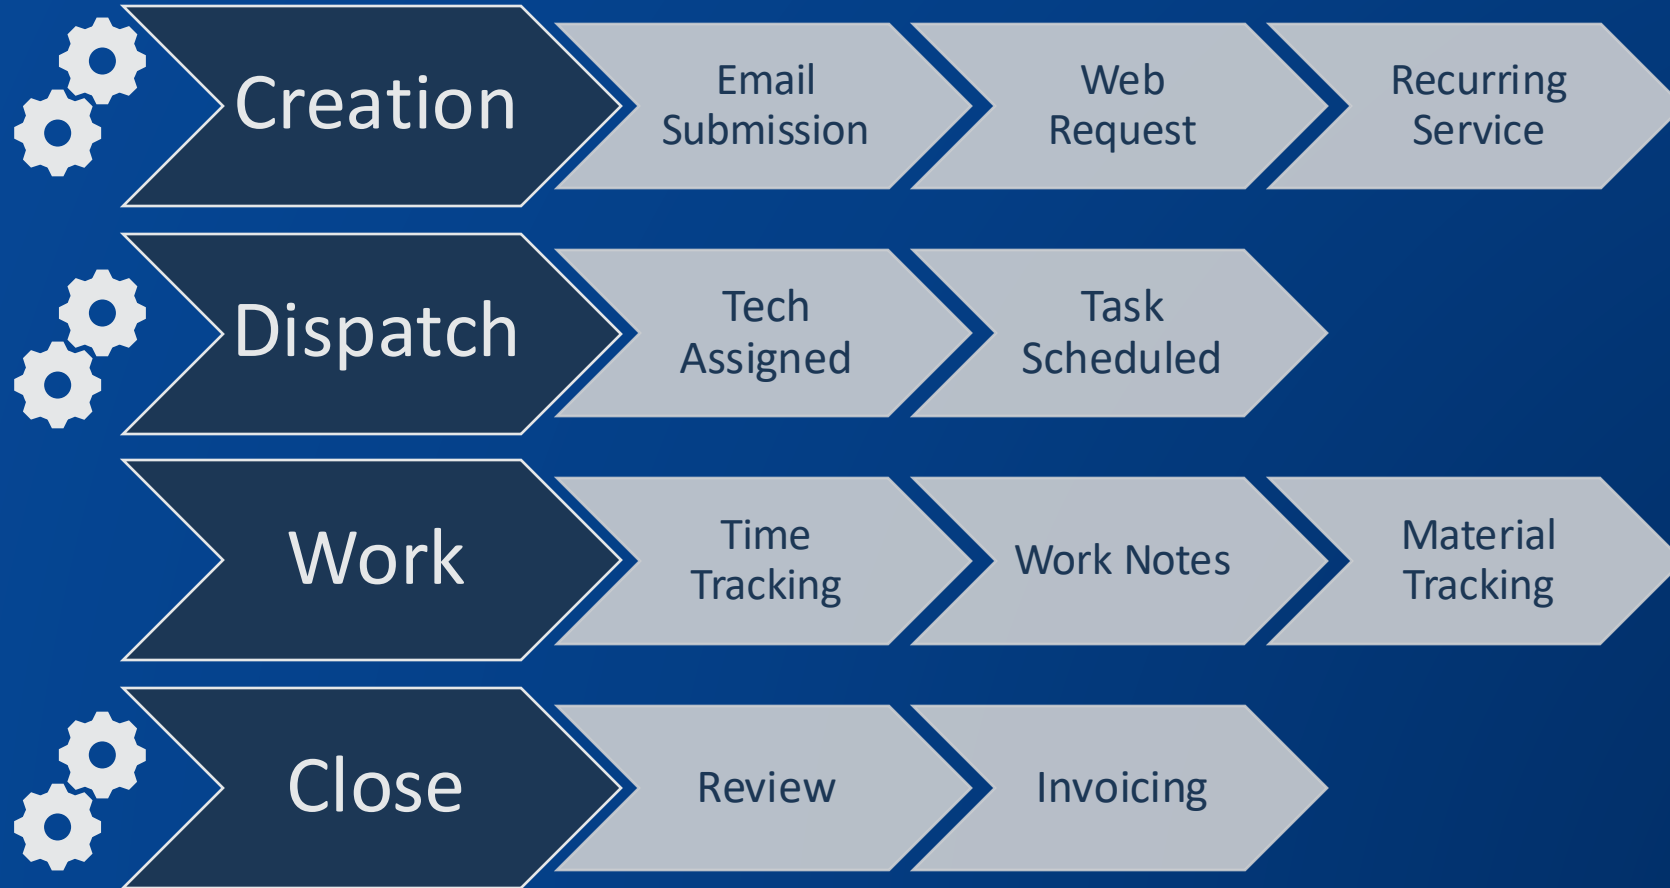 Creation
Email
Submission
Web
Request
Recurring
Service
Dispatch
Tech
Assigned
Task
Scheduled
Work
Time
Tracking
Work Notes
Material
Tracking
Close
Review
Invoicing